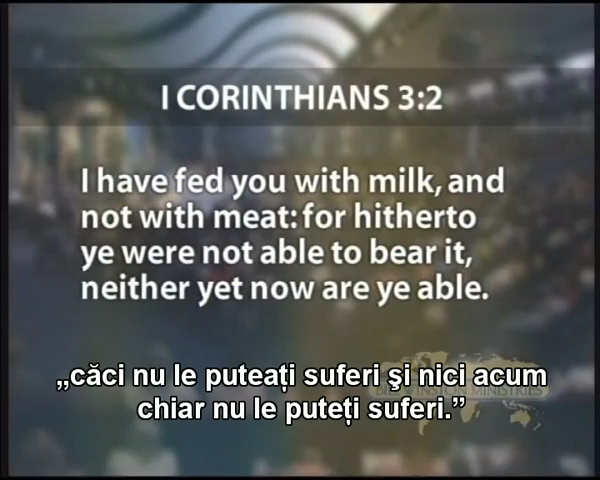 I CORINTHIANS 3:2
I have fed you with milk, and
not with meat: for hitherto
ye were not able to bear it,
neither yet now are ye able.
„căci nu le puteați suferi şi nici acum
chiar nu le puteți suferi.”
MINISTRIES